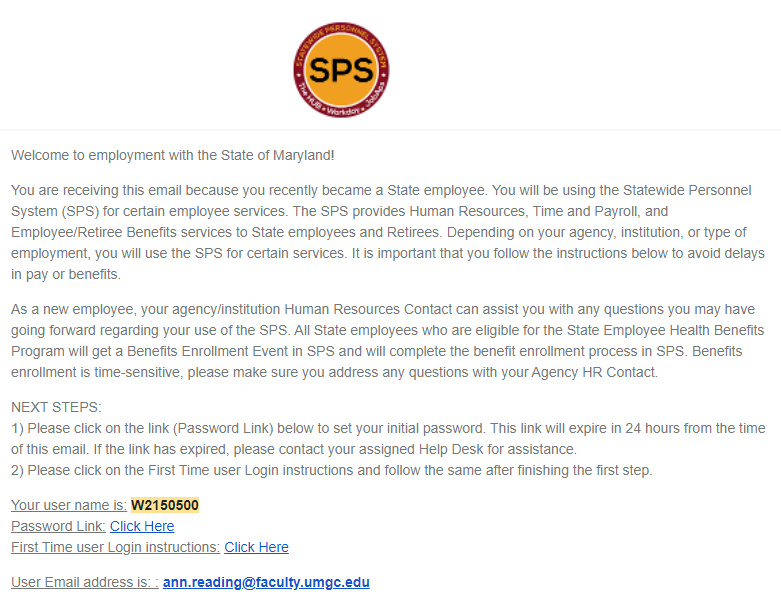 STATEWIDE PERSONNEL SYSTEM
SPS
The HUB • Workday • JobAps
Welcome to employment with the State of Maryland!
You are receiving this email because you recently became a State employee. You will be using the Statewide Personnel
System (SPS) for certain employee services. The SPS provides Human Resources, Time and Payroll, and
Employee/Retiree Benefits services to State employees and Retirees. Depending on your agency, institution, or type of
employment, you will use the SPS for certain services. It is important that you follow the instructions below to avoid delays
in pay or benefits.
As a new employee, your agency/institution Human Resources Contact can assist you with any questions you may have
going forward regarding your use of the SPS. All State employees who are eligible for the State Employee Health Benefits
Program will get a Benefits Enrollment Event in SPS and will complete the benefit enrollment process in SPS. Benefits
enrollment is time-sensitive, please make sure you address any questions with your Agency HR Contact.
NEXT STEPS:
1) Please click on the link (Password Link) below to set your initial password. This link will expire in 24 hours from the time
of this email. If the link has expired, please contact your assigned Help Desk for assistance.
2) Please click on the First Time user Login instructions and follow the same after finishing the first step.
Your user name is: W2150500
Password Link: Click Here
First Time user Login instructions: Click Here
User Email address is: : ann.reading@faculty.umgc.edu